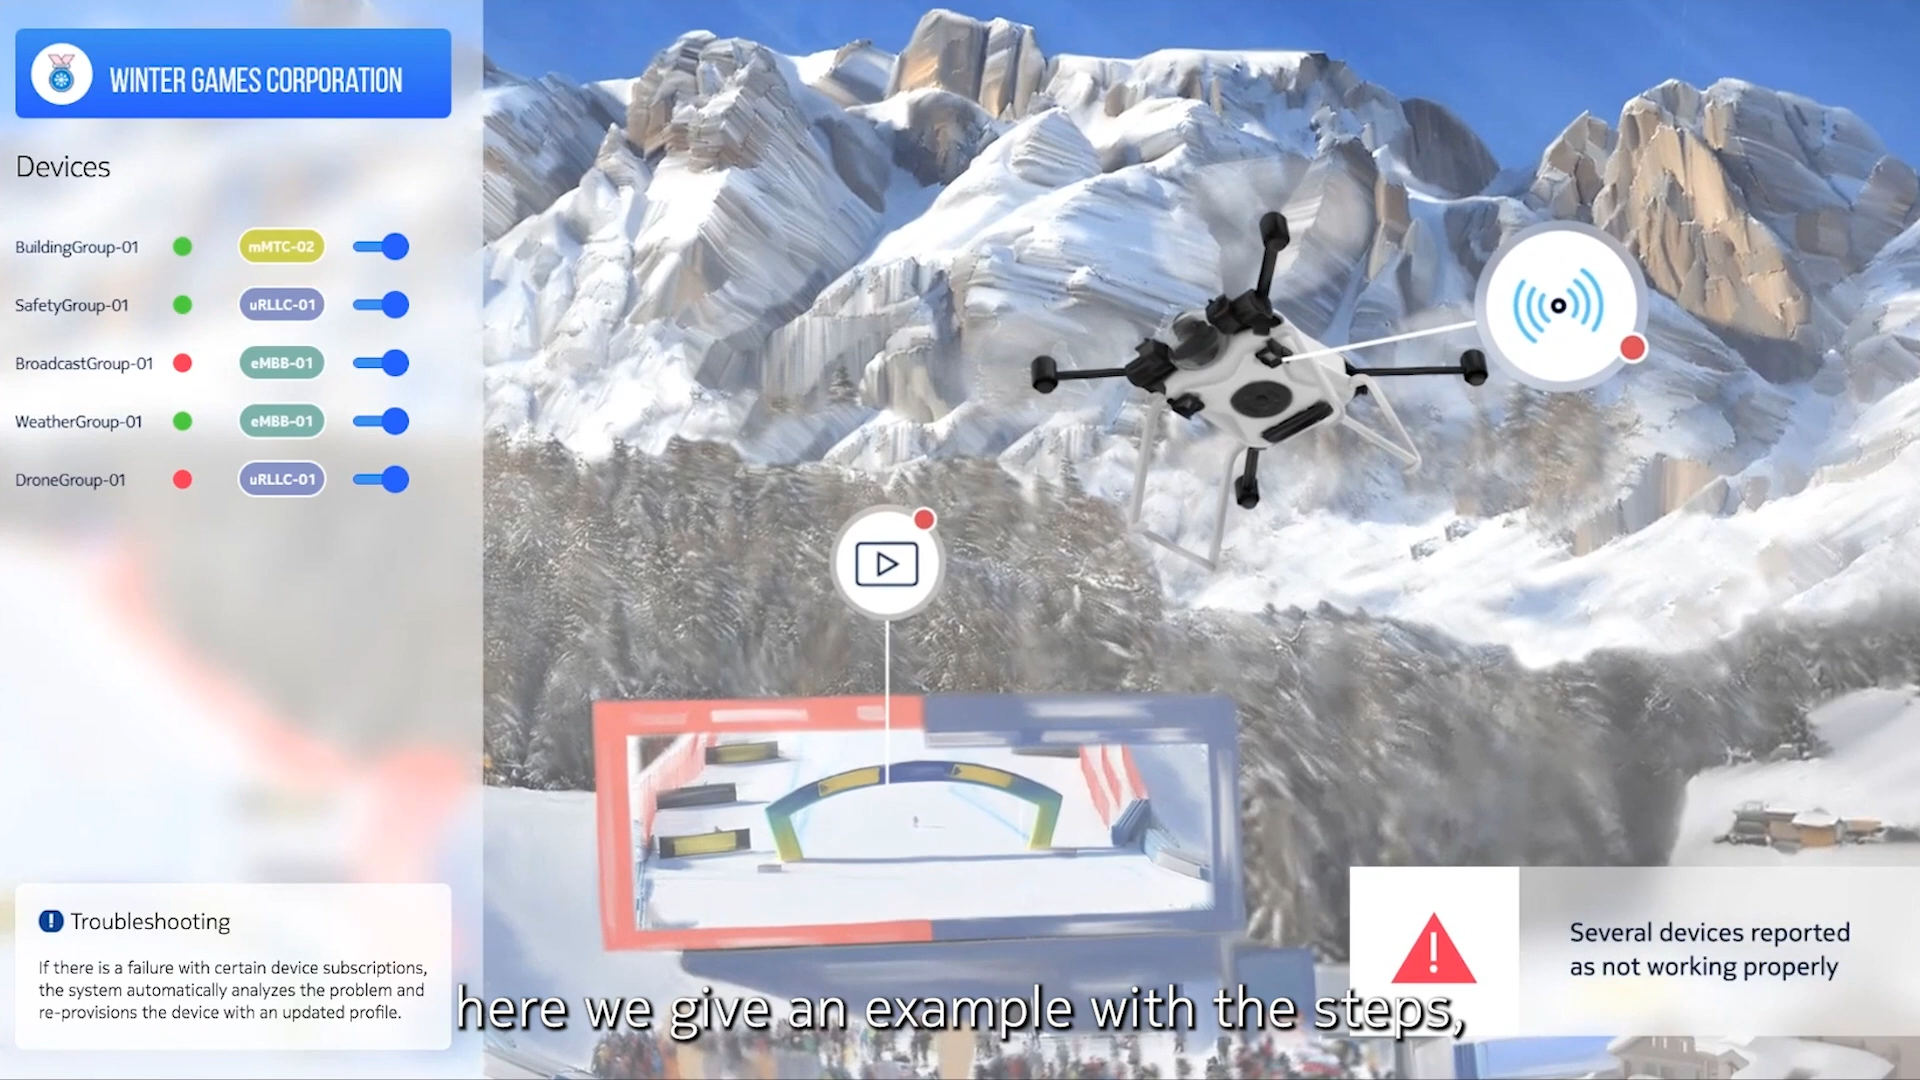 WINTER GAMES CORPORATION
Devices
BuildingGroup-01 mMTC-02
SafetyGroup-01 uRLLC-01
BroadcastGroup-01 eMBB-01
WeatherGroup-01 eMBB-01
DroneGroup-01 uRLLC-01
! Troubleshooting
If there is a failure with certain device subscriptions,
the system automatically analyzes the problem and
re-provisions the device with an updated profile.
!
Several devices reported
as not working properly
here we give an example with the steps,